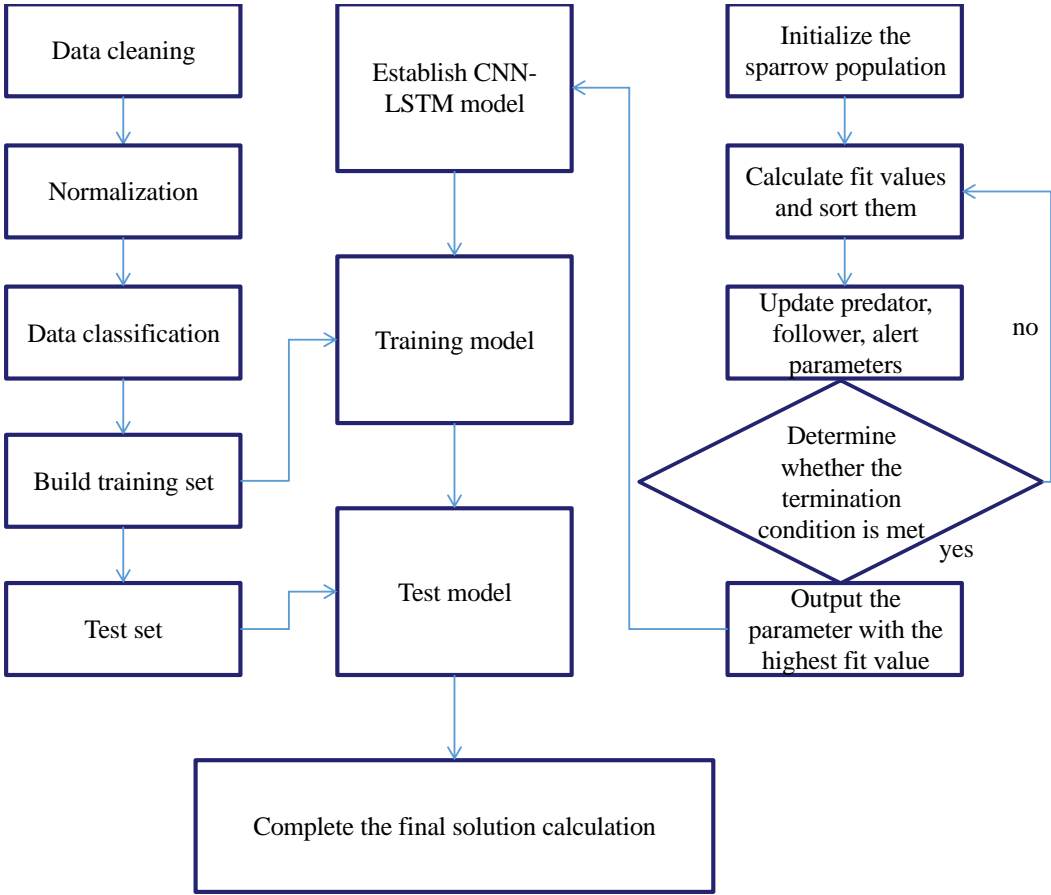 Data cleaning
Normalization
Data classification
Build training set
Test set
Establish CNN-
LSTM model
Training model
Test model
Complete the final solution calculation
Initialize the
sparrow population
Calculate fit values
and sort them
Update predator,
follower, alert
parameters
no
Determine
whether the
termination
condition is met
yes
Output the
parameter with the
highest fit value